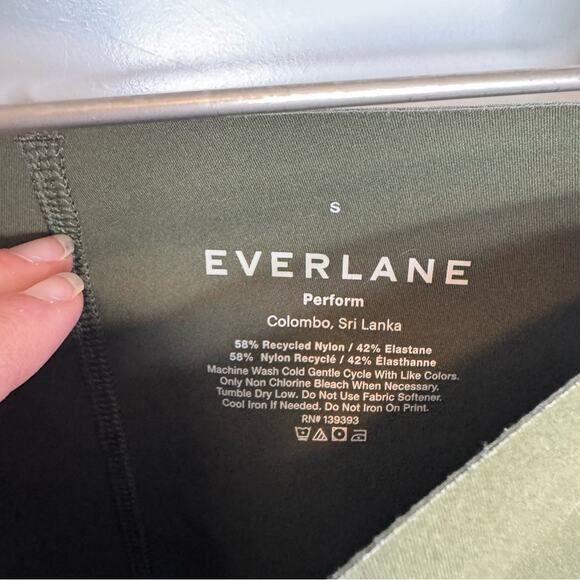 S
EVERLANE
Perform
Colombo, Sri Lanka
58% Recycled Nylon / 42% Elastane
58% Nylon Recyclé / 42% Élasthanne
Machine Wash Cold Gentle Cycle With Like Colors.
Only Non Chlorine Bleach When Necessary.
Tumble Dry Low. Do Not Use Fabric Softener.
Cool Iron If Needed. Do Not Iron On Print.
RN# 139393